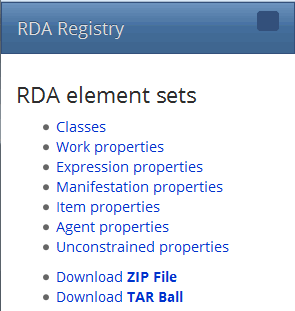 RDA Registry
RDA element sets
Classes
Work properties
Expression properties
Manifestation properties
Item properties
Agent properties
Unconstrained properties
Download ZIP File
Download TAR Ball